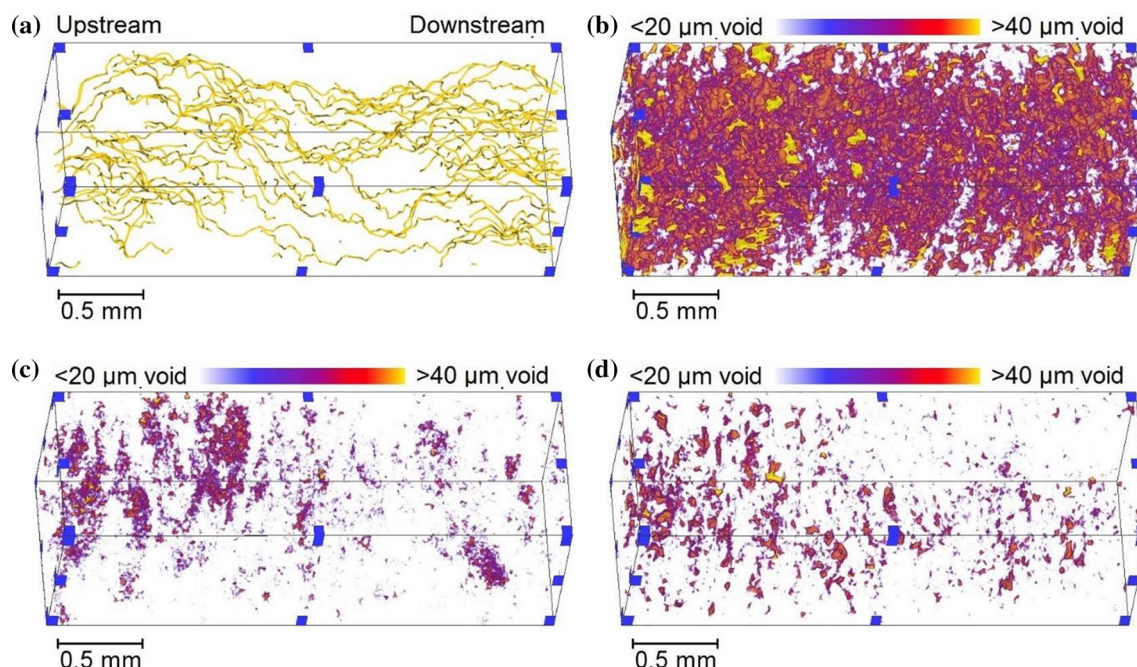 (a) Upstream Downstream
0.5 mm
(b) <20 µm void >40 µm void
0.5 mm
(c) <20 µm void >40 µm void
0.5 mm
(d) <20 µm void >40 µm void
0.5 mm